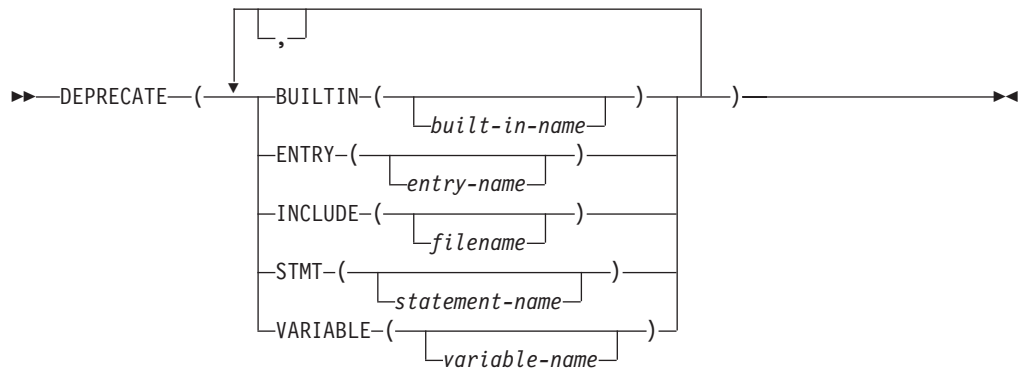 ,
DEPRECATE ( BUILTIN ( ) )
built-in-name
ENTRY ( )
entry-name
INCLUDE ( )
filename
STMT ( )
statement-name
VARIABLE ( )
variable-name